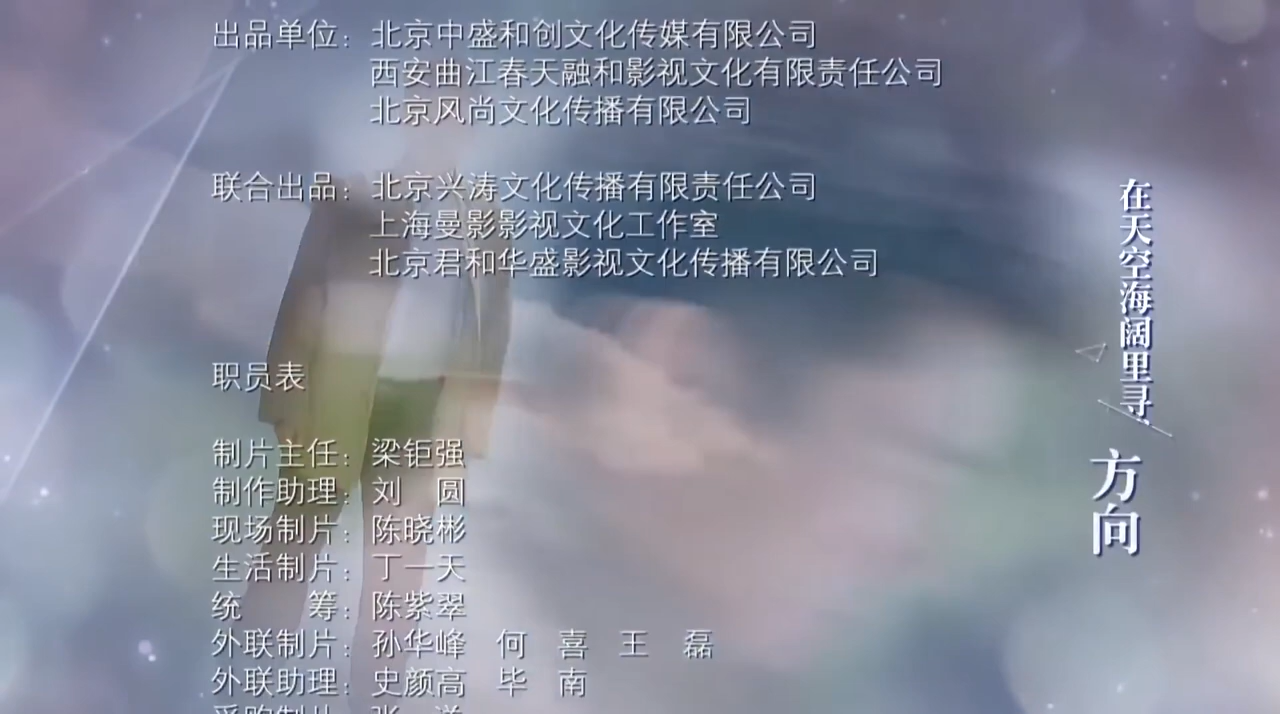 出品单位：北京中盛和创文化传媒有限公司
西安曲江春天融和影视文化有限责任公司
北京风尚文化传播有限公司
联合出品：北京兴涛文化传播有限责任公司
上海曼影影视文化工作室
北京君和华盛影视文化传播有限公司
职员表
制片主任：梁钜强
制作助理：刘　圆
现场制片：陈晓彬
生活制片：丁一天
统　　筹：陈紫翠
外联制片：孙华峰　何　喜　王　磊
外联助理：史颜高　毕　南
在天空海阔里寻
方向